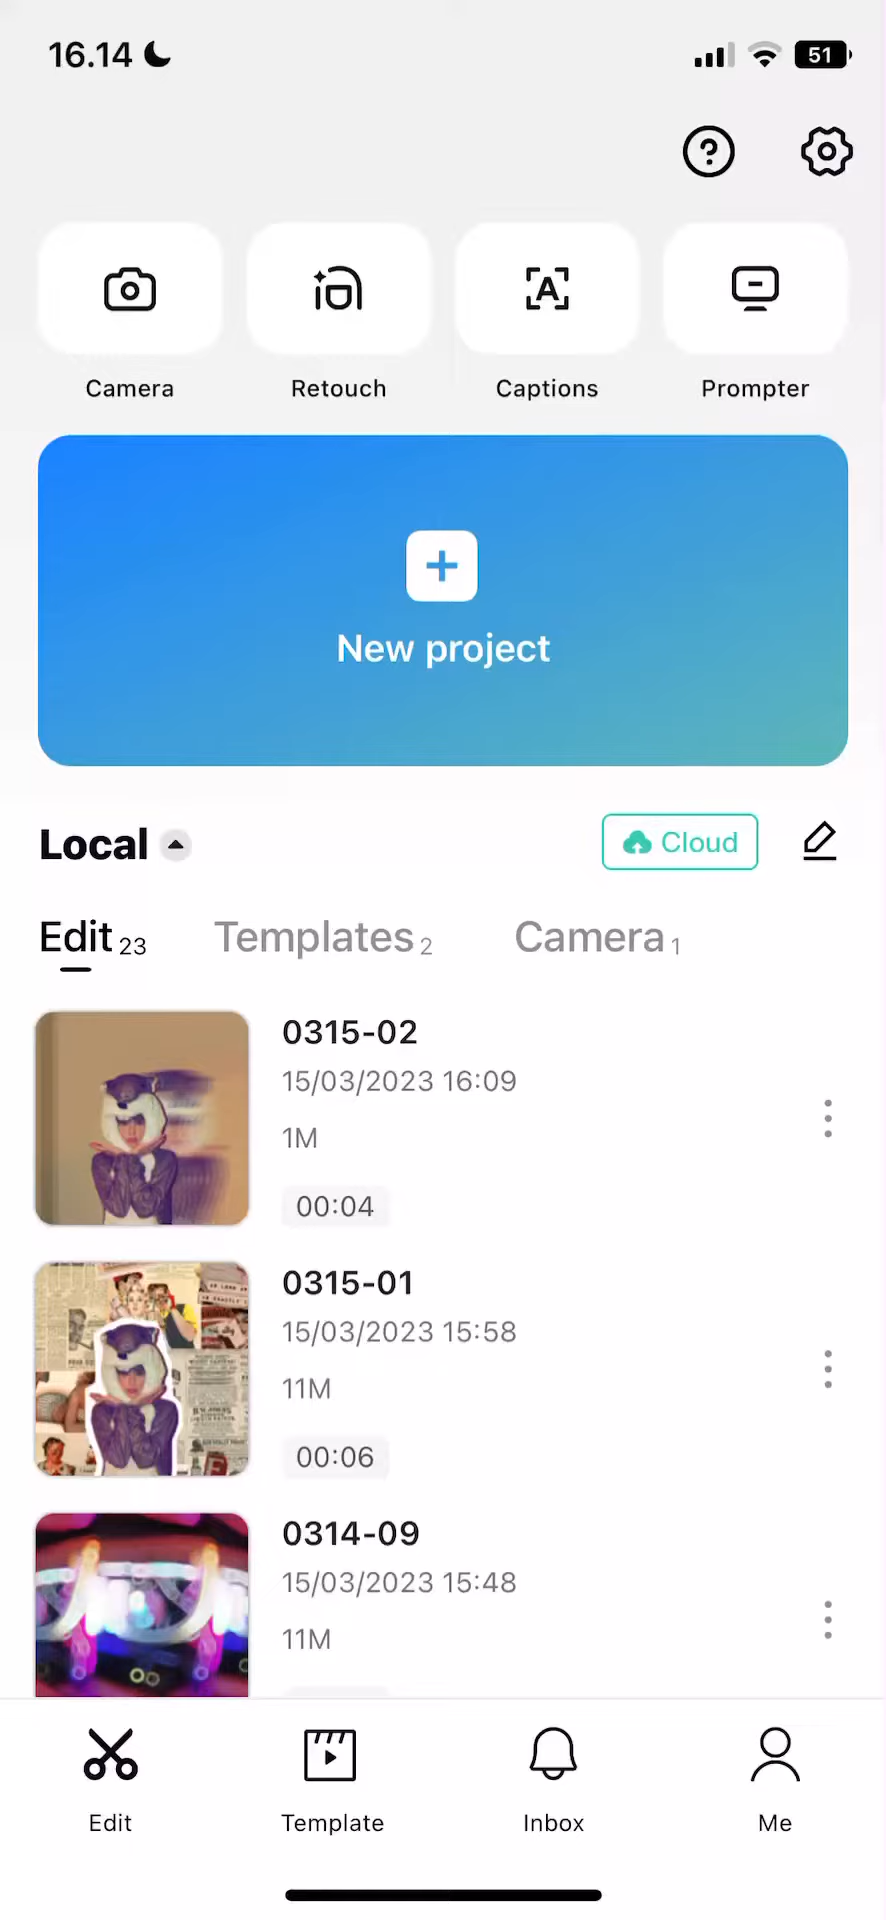 16.14
51
Camera
Retouch
Captions
Prompter
New project
Local
Cloud
Edit 23
Templates 2
Camera 1
0315-02
15/03/2023 16:09
1M
00:04
0315-01
15/03/2023 15:58
11M
00:06
0314-09
15/03/2023 15:48
11M
Edit
Template
Inbox
Me